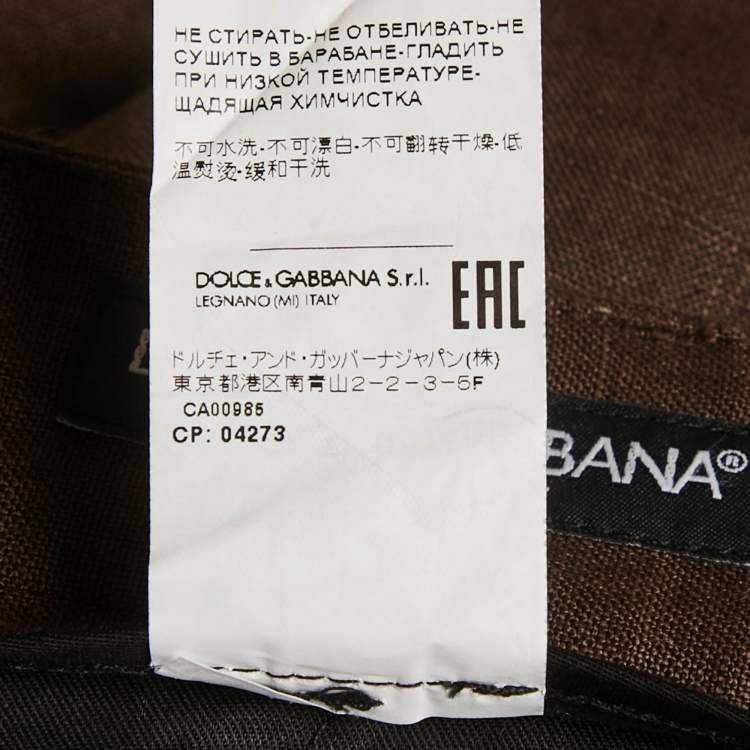 НЕ СТИРАТЬ-НЕ ОТБЕЛИВАТЬ-НЕ
СУШИТЬ В БАРАБАНЕ-ГЛАДИТЬ
ПРИ НИЗКОЙ ТЕМПЕРАТУРЕ-
ЩАДЯЩАЯ ХИМЧИСТКА
不可水洗-不可漂白-不可翻转干燥-低
温熨烫-缓和干洗
DOLCE & GABBANA S.r.l.
LEGNANO (MI) ITALY
EAC
ドルチェ・アンド・ガッバーナジャパン(株)
東京都港区南青山2-2-3-5F
CA00986
CP: 04273
BANA®